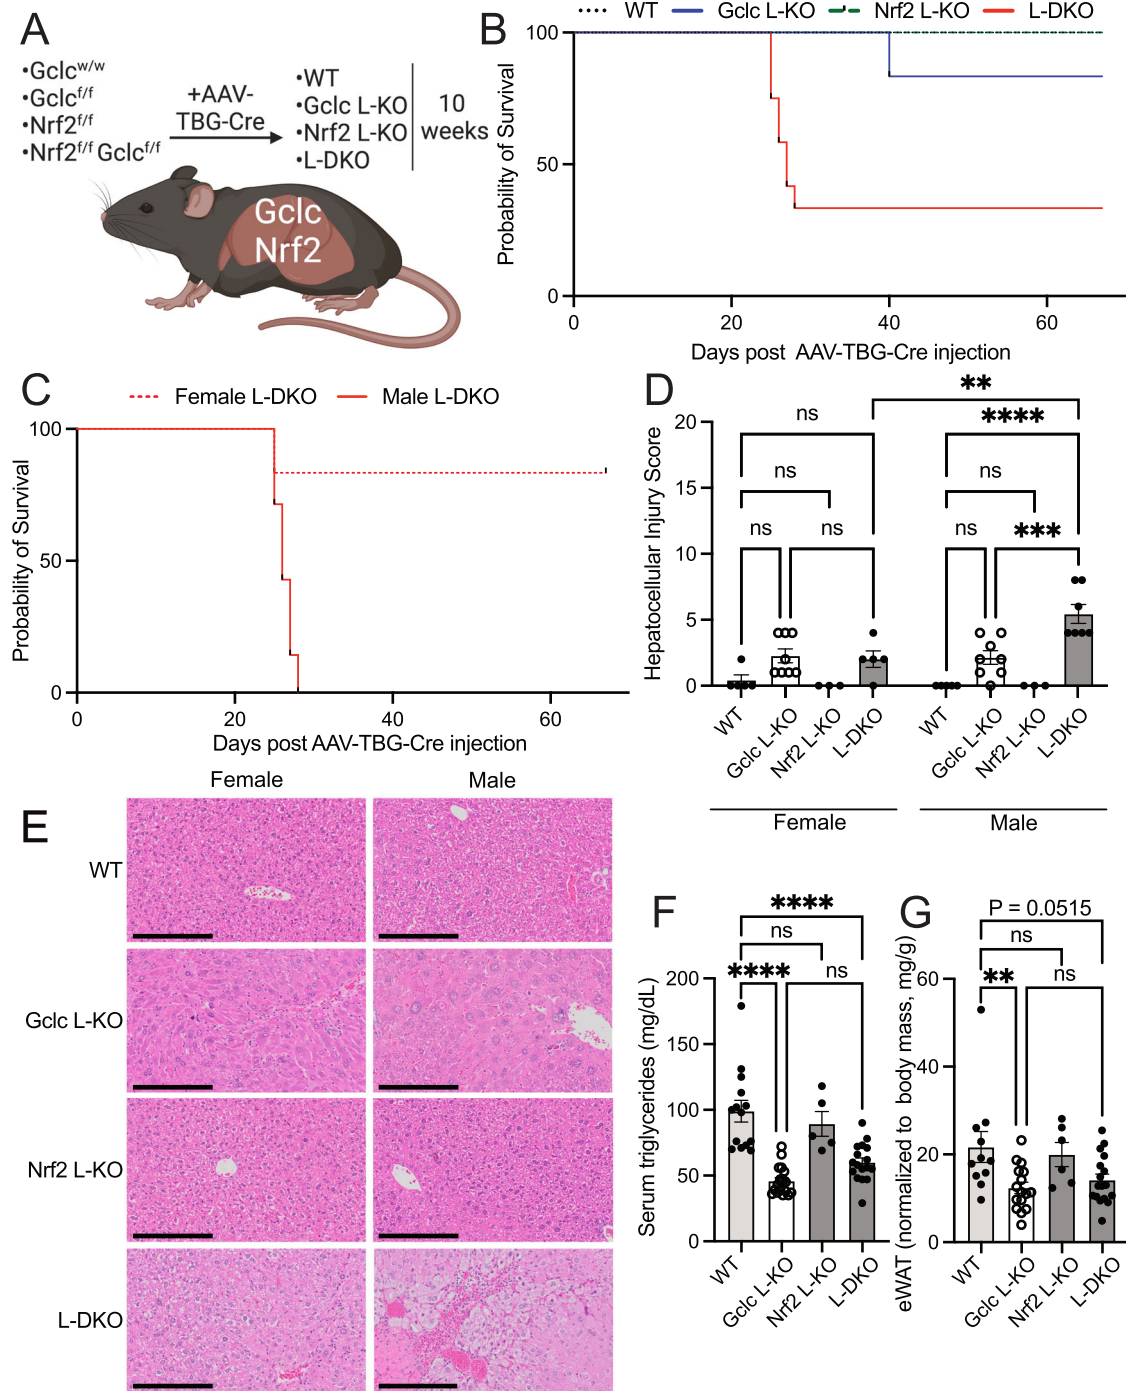 A
•Gclcw/w
•Gclcf/f
•Nrf2f/f
•Nrf2f/f Gclcf/f
+AAV-
TBG-Cre
•WT
•Gclc L-KO
•Nrf2 L-KO
•L-DKO
10
weeks
Gclc
Nrf2
B
WT
Gclc L-KO
Nrf2 L-KO
L-DKO
Probability of Survival
100
50
0
0
20
40
60
Days post AAV-TBG-Cre injection
C
Female L-DKO
Male L-DKO
Probability of Survival
100
50
0
0
20
40
60
Days post AAV-TBG-Cre injection
D
Hepatocellular Injury Score
20
15
10
5
0
**
ns
****
ns
ns
ns
ns
ns
***
WT
Gclc L-KO
Nrf2 L-KO
L-DKO
WT
Gclc L-KO
Nrf2 L-KO
L-DKO
Female
Male
E
Female
Male
WT
Gclc L-KO
Nrf2 L-KO
L-DKO
F
Serum triglycerides (mg/dL)
200
150
100
50
0
****
ns
****
ns
WT
Gclc L-KO
Nrf2 L-KO
L-DKO
G
eWAT (normalized to body mass, mg/g)
60
40
20
0
P = 0.0515
ns
**
ns
WT
Gclc L-KO
Nrf2 L-KO
L-DKO